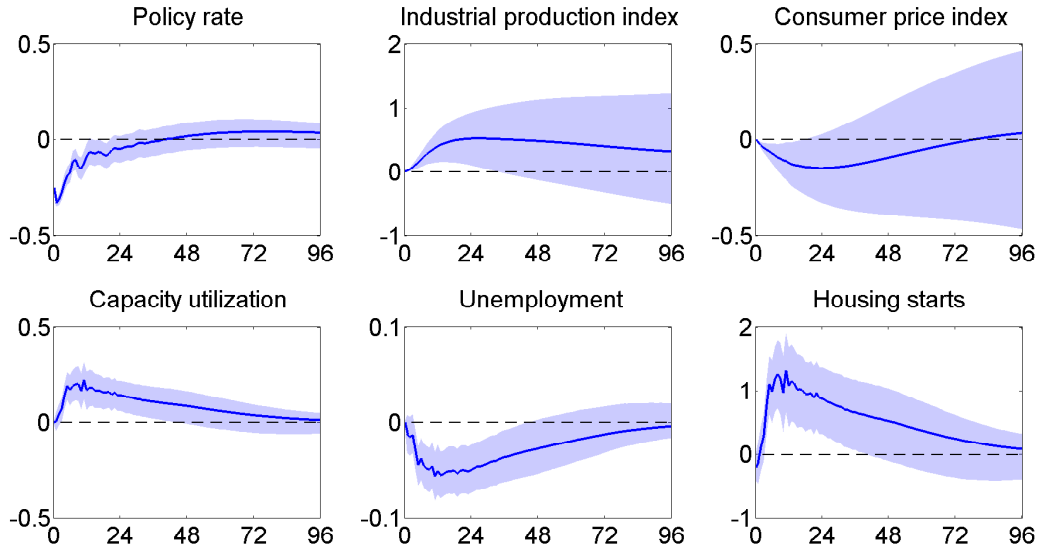 Policy rate
0.5
0
-0.5
0 24 48 72 96
Industrial production index
2
1
0
-1
0 24 48 72 96
Consumer price index
0.5
0
-0.5
0 24 48 72 96
Capacity utilization
0.5
0
-0.5
0 24 48 72 96
Unemployment
0.1
0
-0.1
0 24 48 72 96
Housing starts
2
1
0
-1
0 24 48 72 96